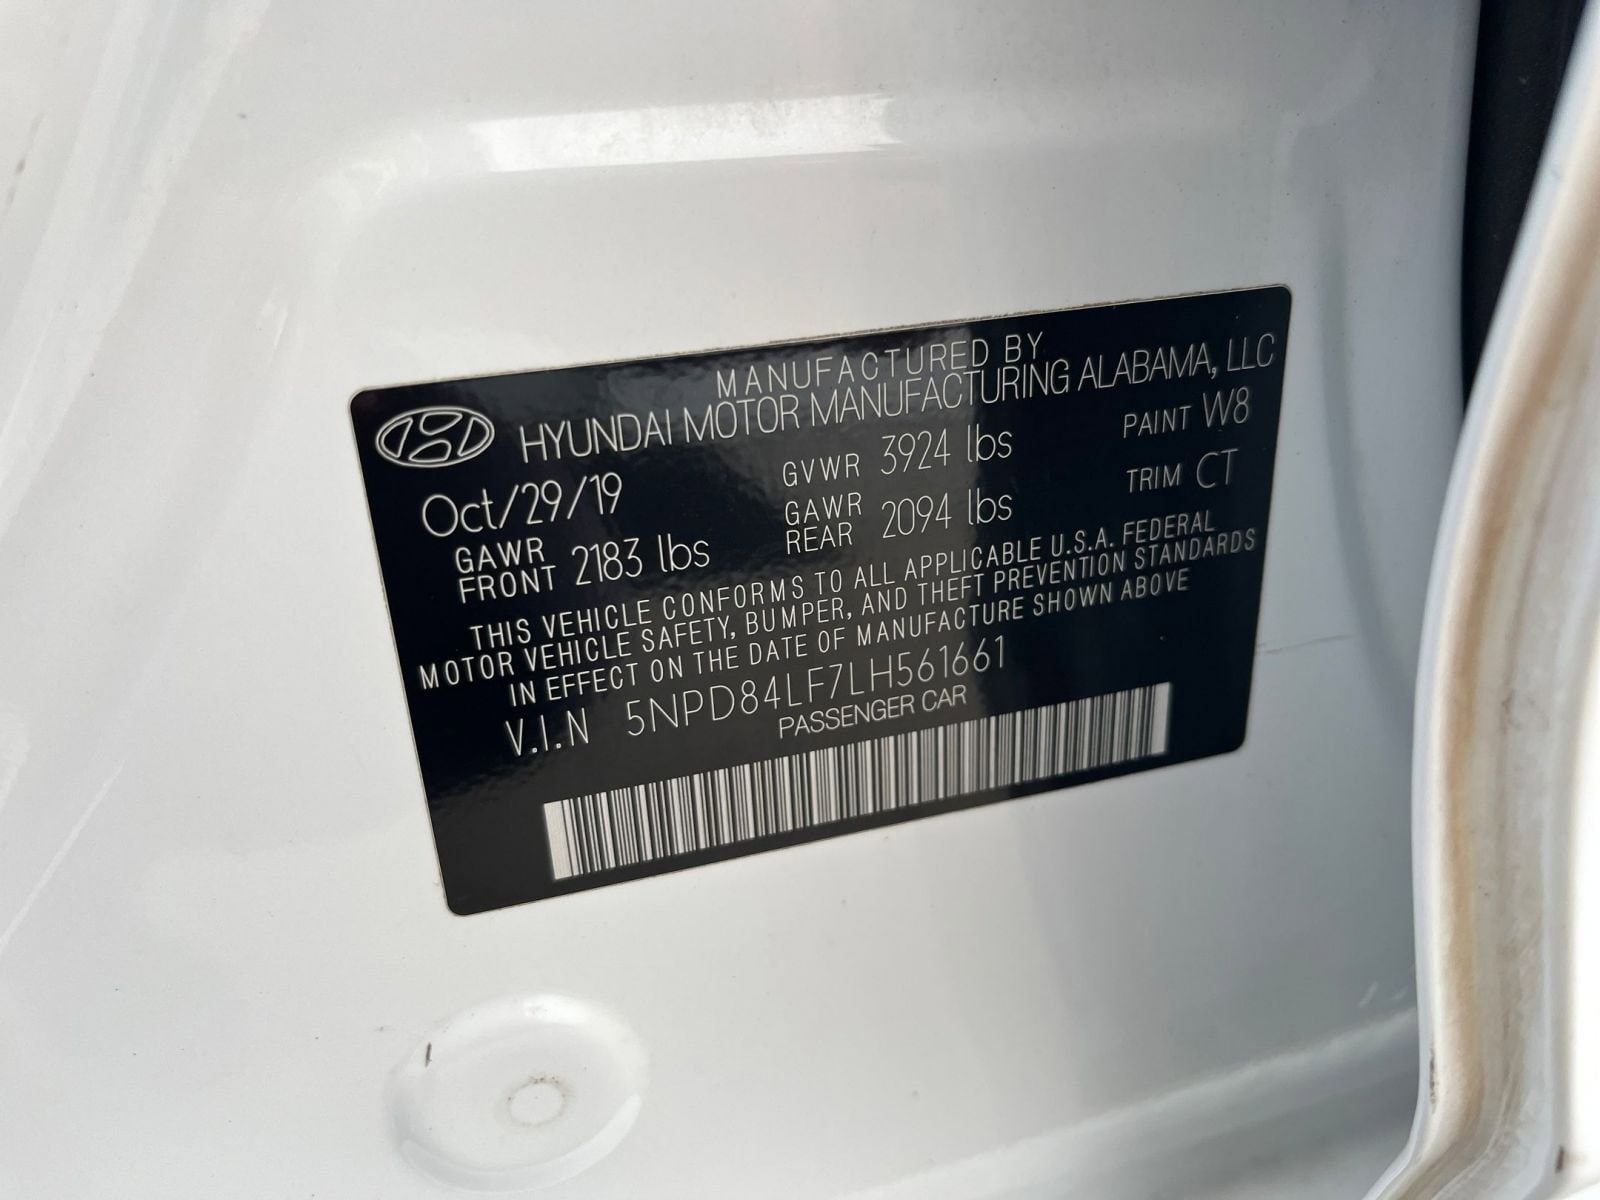 MANUFACTURED BY
HYUNDAI MOTOR MANUFACTURING ALABAMA, LLC
Oct/29/19 GVWR 3924 lbs PAINT W8
GAWR FRONT 2183 lbs GAWR REAR 2094 lbs TRIM CT
THIS VEHICLE CONFORMS TO ALL APPLICABLE U.S.A. FEDERAL
MOTOR VEHICLE SAFETY, BUMPER, AND THEFT PREVENTION STANDARDS
IN EFFECT ON THE DATE OF MANUFACTURE SHOWN ABOVE
V.I.N 5NPD84LF7LH561661
PASSENGER CAR